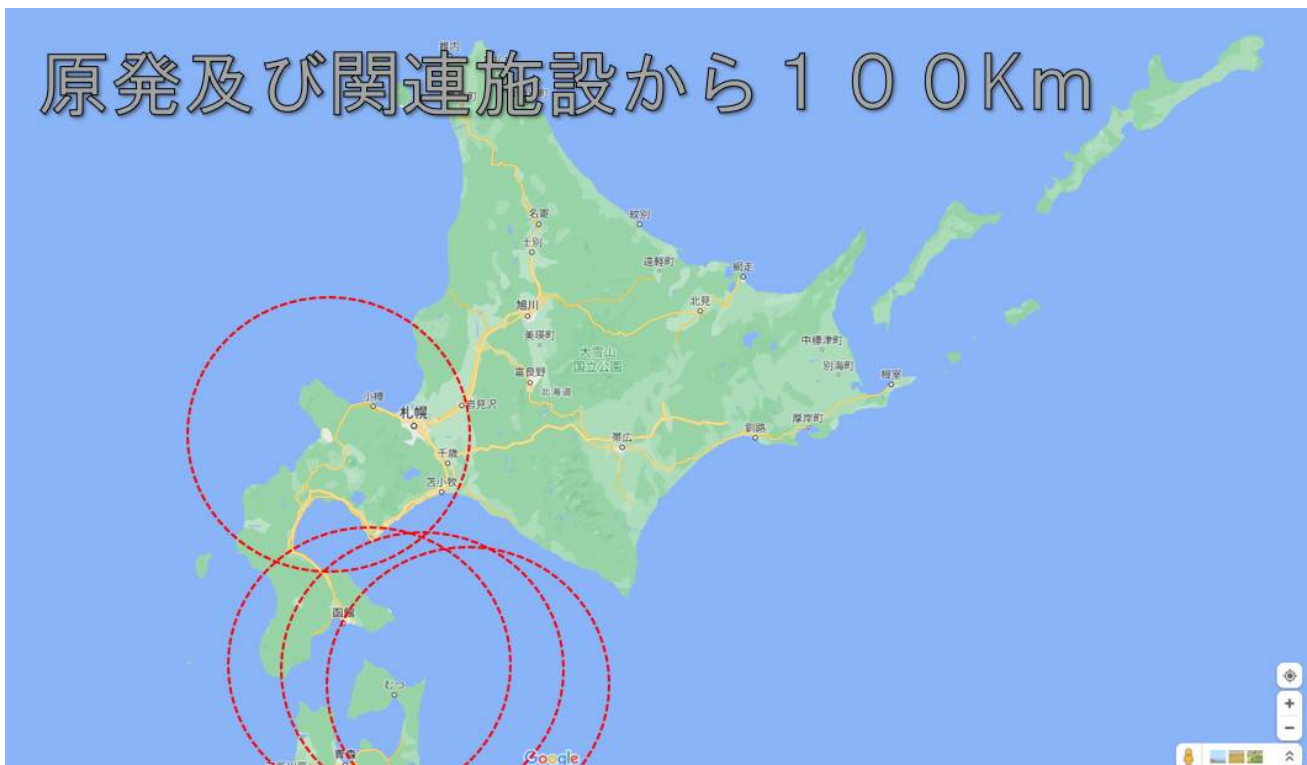 原発及び関連施設から１００Ｋｍ
稚内
名寄
紋別
士別
遠軽町
網走
旭川
北見
美瑛町
大雪山
国立公園
中標津町
別海町
富良野
根室
北海道
小樽
岩見沢
札幌
厚岸町
釧路
帯広
千歳
苫小牧
函館
むつ
青森
Google